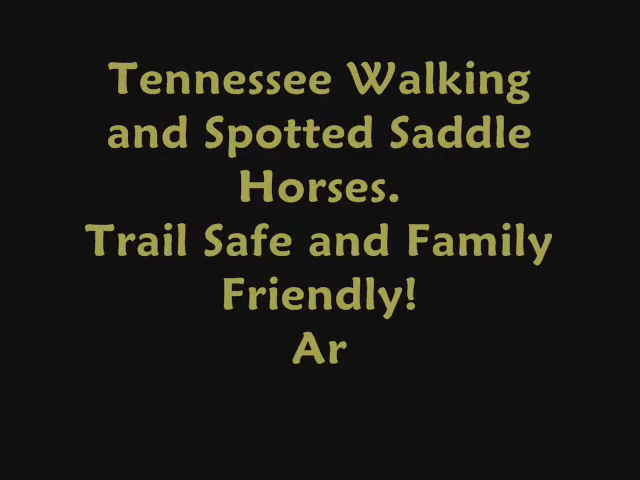 Tennessee Walking
and Spotted Saddle
Horses.
Trail Safe and Family
Friendly!
Ar